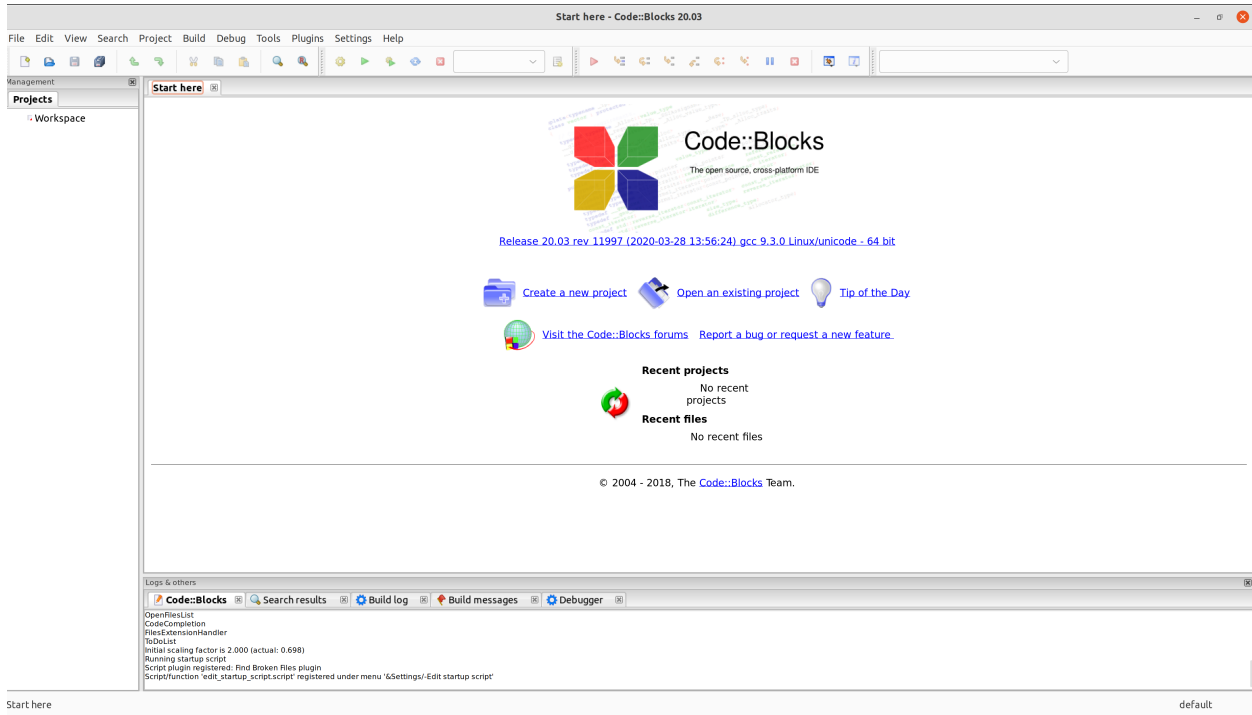 Start here - Code::Blocks 20.03
File Edit View Search Project Build Debug Tools Plugins Settings Help
Management
Projects
Workspace
Start here
Code::Blocks
The open source, cross-platform IDE
Release 20.03 rev 11997 (2020-03-28 13:56:24) gcc 9.3.0 Linux/unicode - 64 bit
Create a new project Open an existing project Tip of the Day
Visit the Code::Blocks forums Report a bug or request a new feature
Recent projects
No recent
projects
Recent files
No recent files
© 2004 - 2018, The Code::Blocks Team.
Logs & others
Code::Blocks Search results Build log Build messages Debugger
OpenFilesList
CodeCompletion
FilesExtensionHandler
ToDoList
Initial scaling factor is 2.000 (actual: 0.698)
Running startup script
Script plugin registered: Find Broken Files plugin
Script/function 'edit_startup_script.script' registered under menu '&Settings/-Edit startup script'
Start here default